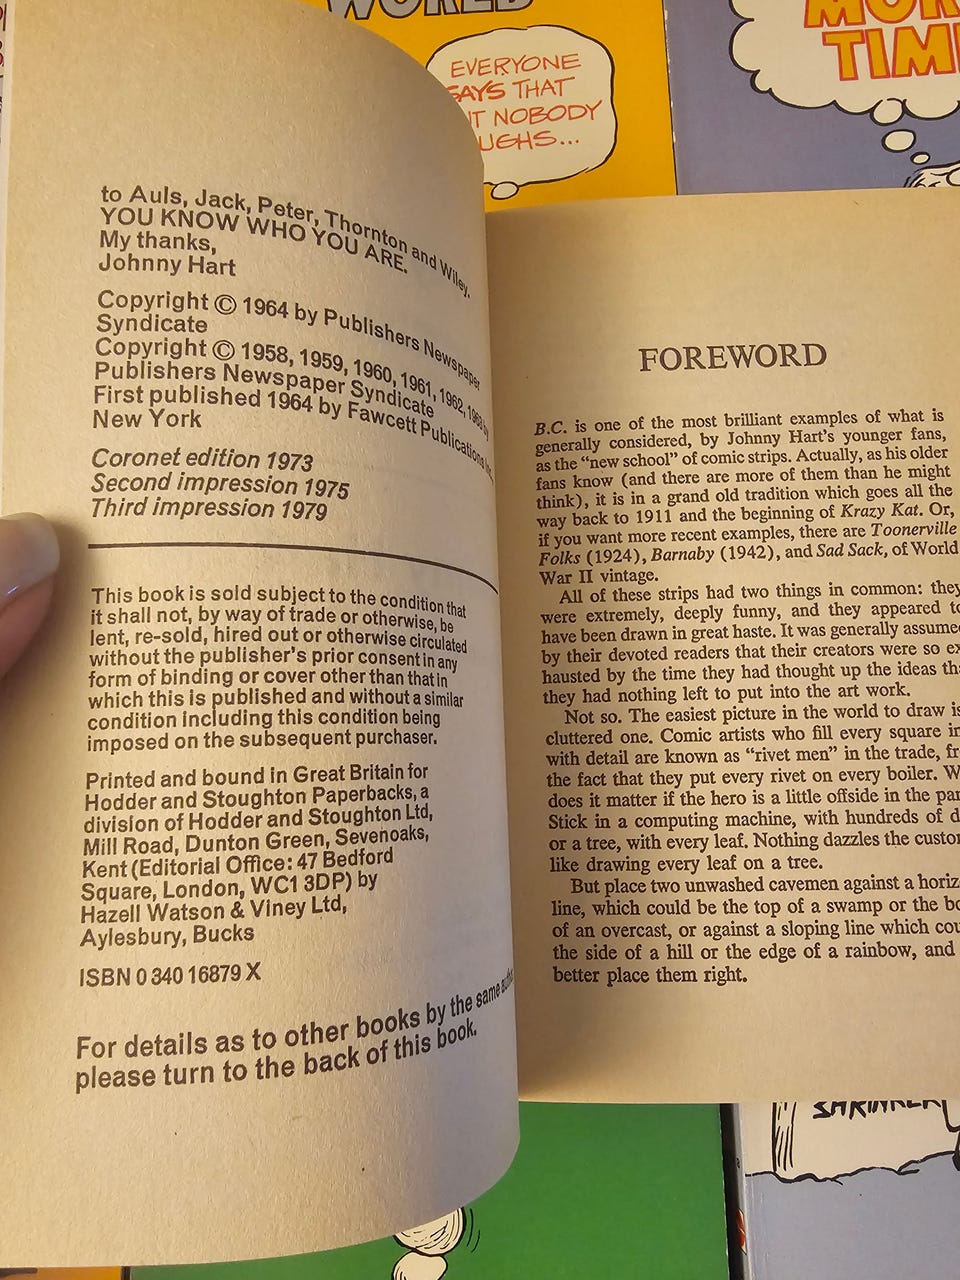 WORLD
EVERYONE
SAYS THAT
NOBODY
MORE
TIME
to Auls, Jack, Peter, Thornton and Wiley.
YOU KNOW WHO YOU ARE.
My thanks,
Johnny Hart
Copyright © 1964 by Publishers Newspaper
Syndicate
Copyright © 1958, 1959, 1960, 1961, 1962, 1963 by
Publishers Newspaper Syndicate
First published 1964 by Fawcett Publications Inc.
New York
Coronet edition 1973
Second impression 1975
Third impression 1979
This book is sold subject to the condition that
it shall not, by way of trade or otherwise, be
lent, re-sold, hired out or otherwise circulated
without the publisher's prior consent in any
form of binding or cover other than that in
which this is published and without a similar
condition including this condition being
imposed on the subsequent purchaser.
Printed and bound in Great Britain for
Hodder and Stoughton Paperbacks, a
division of Hodder and Stoughton Ltd,
Mill Road, Dunton Green, Sevenoaks,
Kent (Editorial Office: 47 Bedford
Square, London, WC1 3DP) by
Hazell Watson & Viney Ltd,
Aylesbury, Bucks
ISBN 0 340 16879 X
For details as to other books by the same author
please turn to the back of this book.
FOREWORD
B.C. is one of the most brilliant examples of what is
generally considered, by Johnny Hart's younger fans,
as the "new school" of comic strips. Actually, as his older
fans know (and there are more of them than he might
think), it is in a grand old tradition which goes all the
way back to 1911 and the beginning of Krazy Kat. Or,
if you want more recent examples, there are Toonerville
Folks (1924), Barnaby (1942), and Sad Sack, of World
War II vintage.
All of these strips had two things in common: they
were extremely, deeply funny, and they appeared to
have been drawn in great haste. It was generally assumed
by their devoted readers that their creators were so ex
hausted by the time they had thought up the ideas tha
they had nothing left to put into the art work.
Not so. The easiest picture in the world to draw is
cluttered one. Comic artists who fill every square in
with detail are known as "rivet men" in the trade, fr
the fact that they put every rivet on every boiler. W
does it matter if the hero is a little offside in the pan
Stick in a computing machine, with hundreds of d
or a tree, with every leaf. Nothing dazzles the custo
like drawing every leaf on a tree.
But place two unwashed cavemen against a horiz
line, which could be the top of a swamp or the bo
of an overcast, or against a sloping line which cou
the side of a hill or the edge of a rainbow, and
better place them right.
SHRINKER